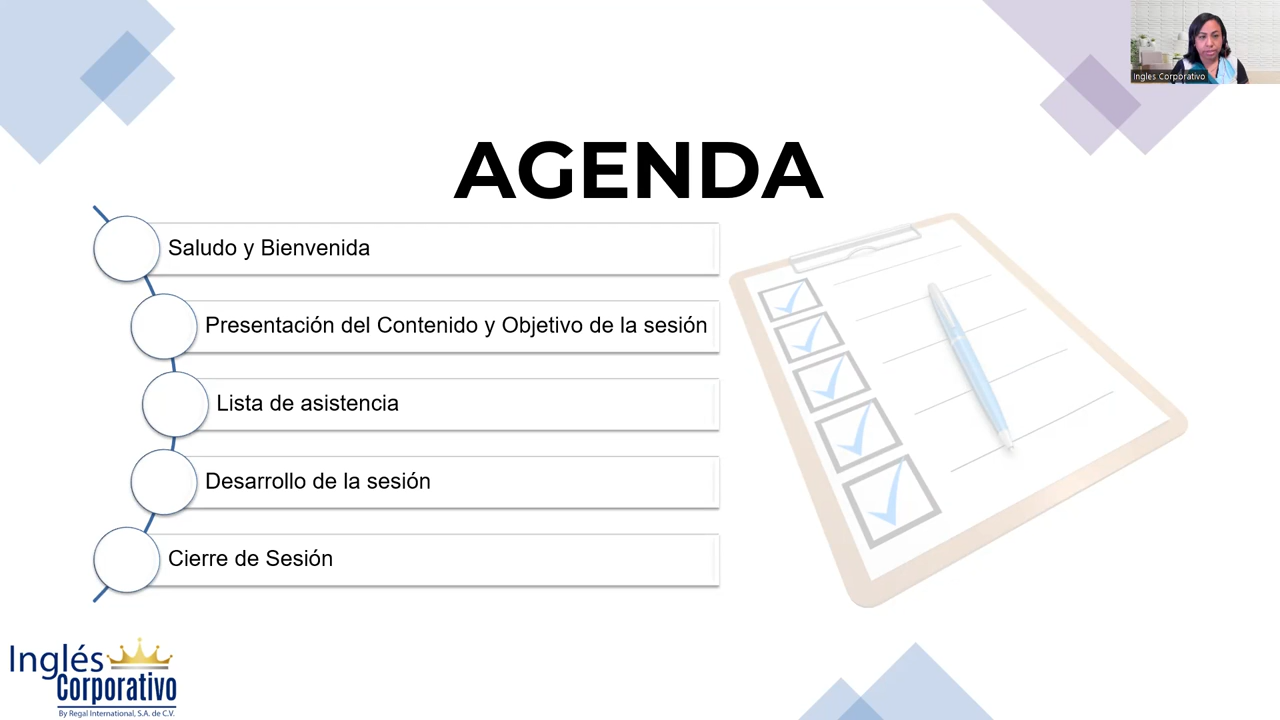 Ingles Corporativo
AGENDA
Saludo y Bienvenida
Presentación del Contenido y Objetivo de la sesión
Lista de asistencia
Desarrollo de la sesión
Cierre de Sesión
Inglés
Corporativo
By Regal International, S.A. de C.V.